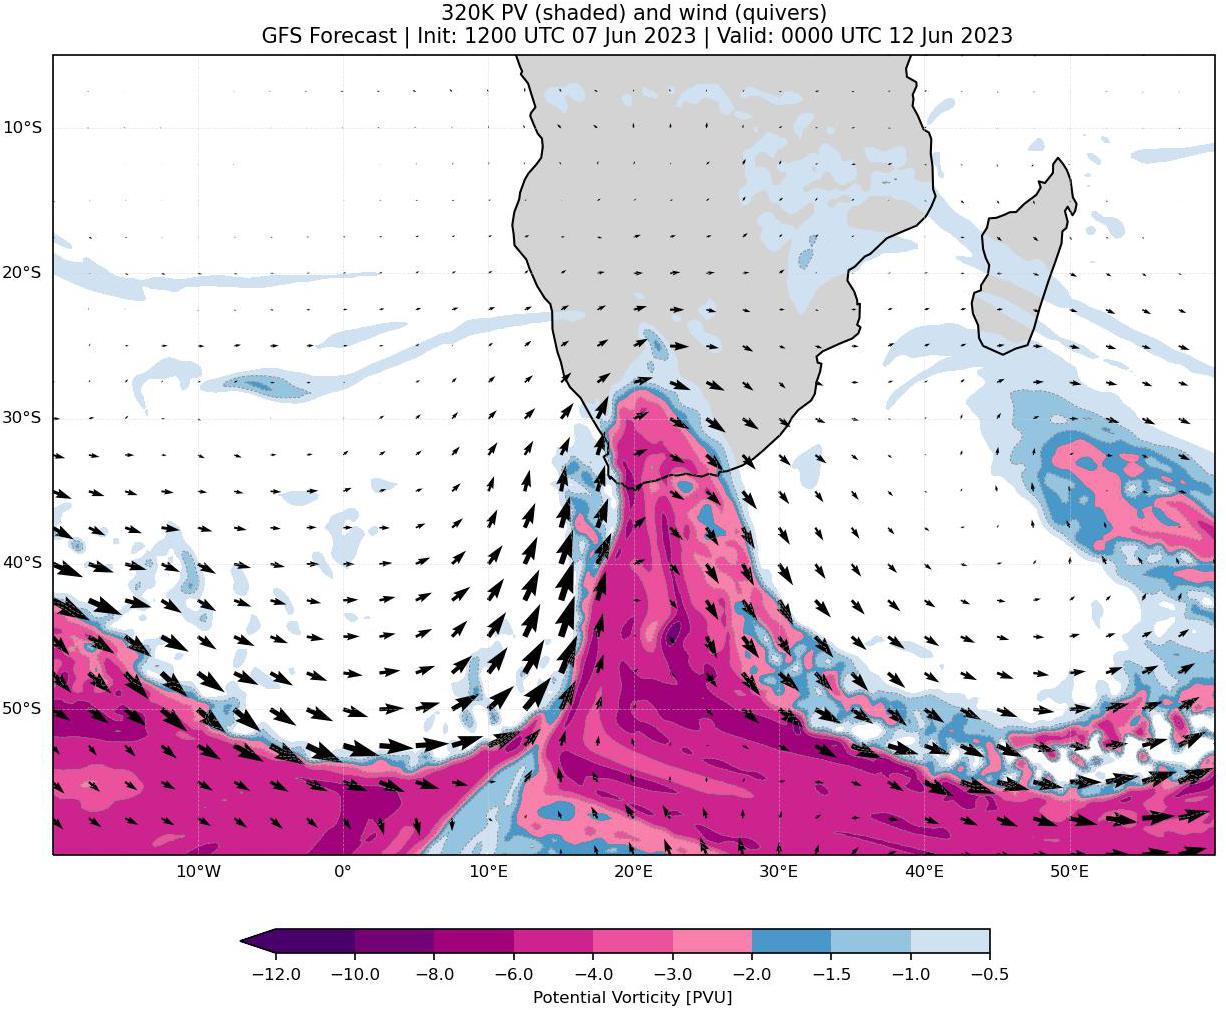 320K PV (shaded) and wind (quivers)
GFS Forecast | Init: 1200 UTC 07 Jun 2023 | Valid: 0000 UTC 12 Jun 2023
10°S
20°S
30°S
40°S
50°S
10°W 0° 10°E 20°E 30°E 40°E 50°E
−12.0 −10.0 −8.0 −6.0 −4.0 −3.0 −2.0 −1.5 −1.0 −0.5
Potential Vorticity [PVU]